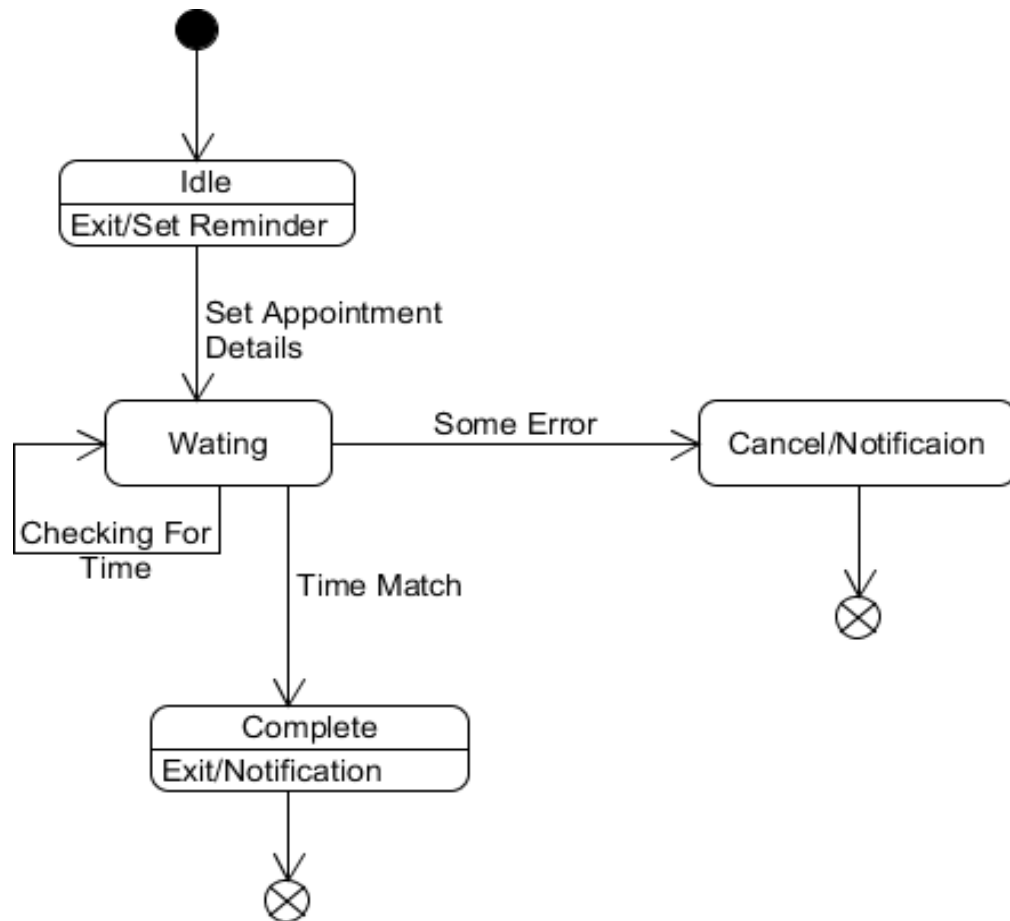 Idle
Exit/Set Reminder
Set Appointment
Details
Wating
Some Error
Cancel/Notificaion
Checking For
Time
Time Match
Complete
Exit/Notification